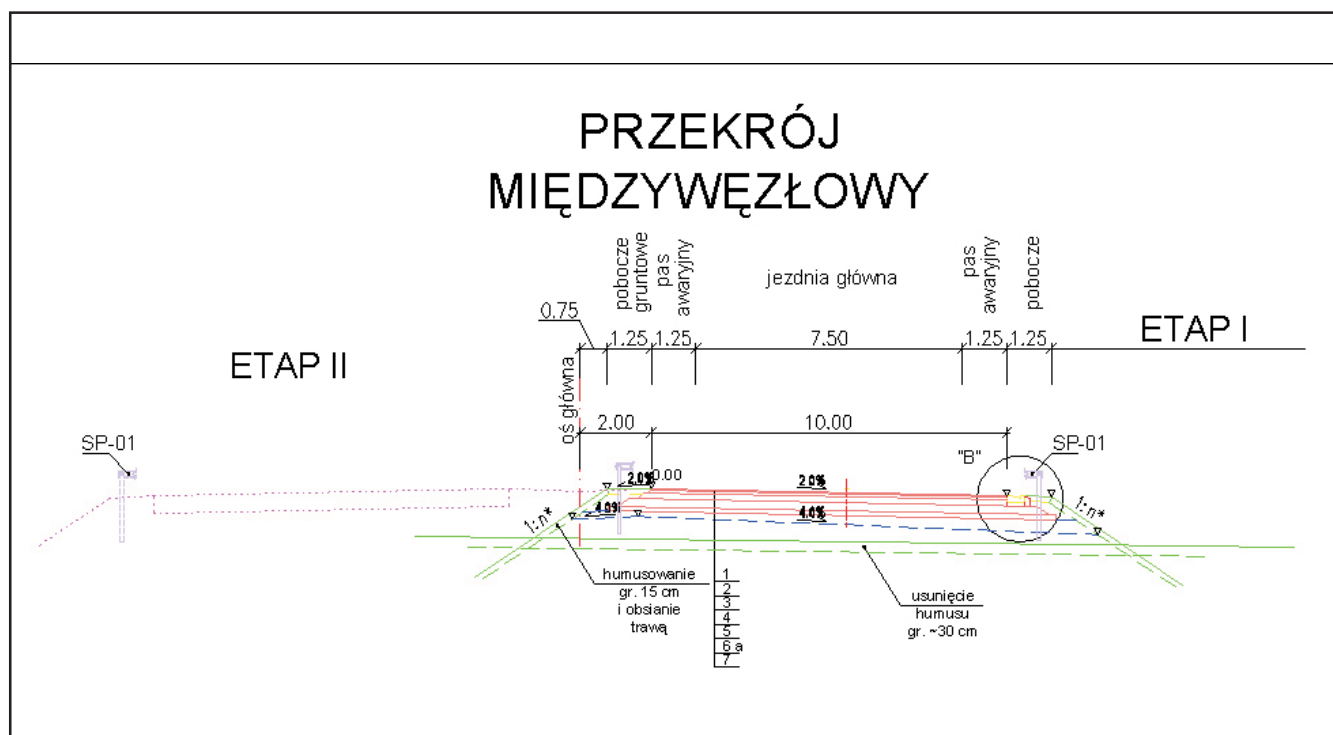 PRZEKRÓJ
MIĘDZYWĘZŁOWY
pobocze
gruntowe
pas
awaryjny
jezdnia główna
pas
awaryjny
pobocze
0.75
1.25
1.25
7.50
1.25
1.25
ETAP I
ETAP II
oś główna
2.00
10.00
SP-01
"B"
SP-01
2.0%
0.00
2.0%
4.0%
4.0%
1:n*
1:n*
humusowanie
gr. 15 cm
i obsianie
trawą
1
2
3
4
5
6 a
7
usunięcie
humusu
gr. ~30 cm